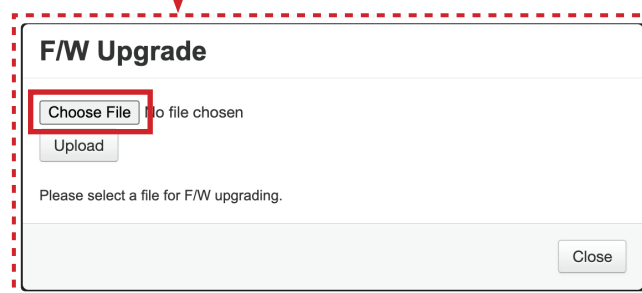 F/W Upgrade
Choose File No file chosen
Upload
Please select a file for F/W upgrading.
Close